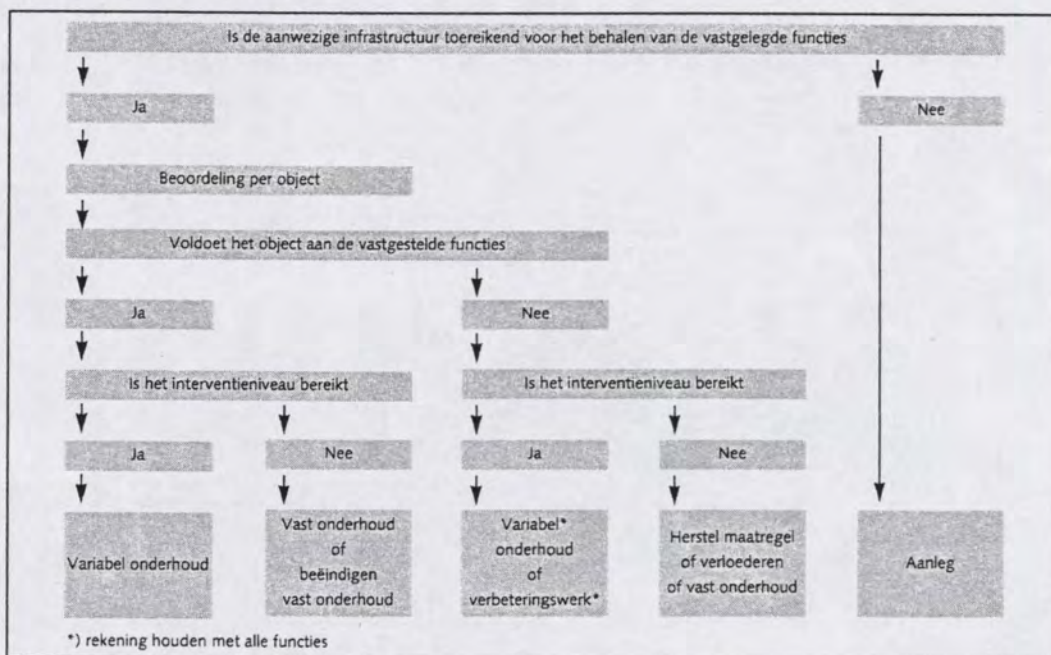 Is de aanwezige infrastructuur toereikend voor het behalen van de vastgelegde functies
Ja
Nee
Beoordeling per object
Voldoet het object aan de vastgestelde functies
Ja
Nee
Is het interventieniveau bereikt
Is het interventieniveau bereikt
Ja
Nee
Ja
Nee
Variabel onderhoud
Vast onderhoud
of
beëindigen
vast onderhoud
Variabel*
onderhoud
of
verbeteringswerk*
Herstel maatregel
of verloederen
of vast onderhoud
Aanleg
*) rekening houden met alle functies